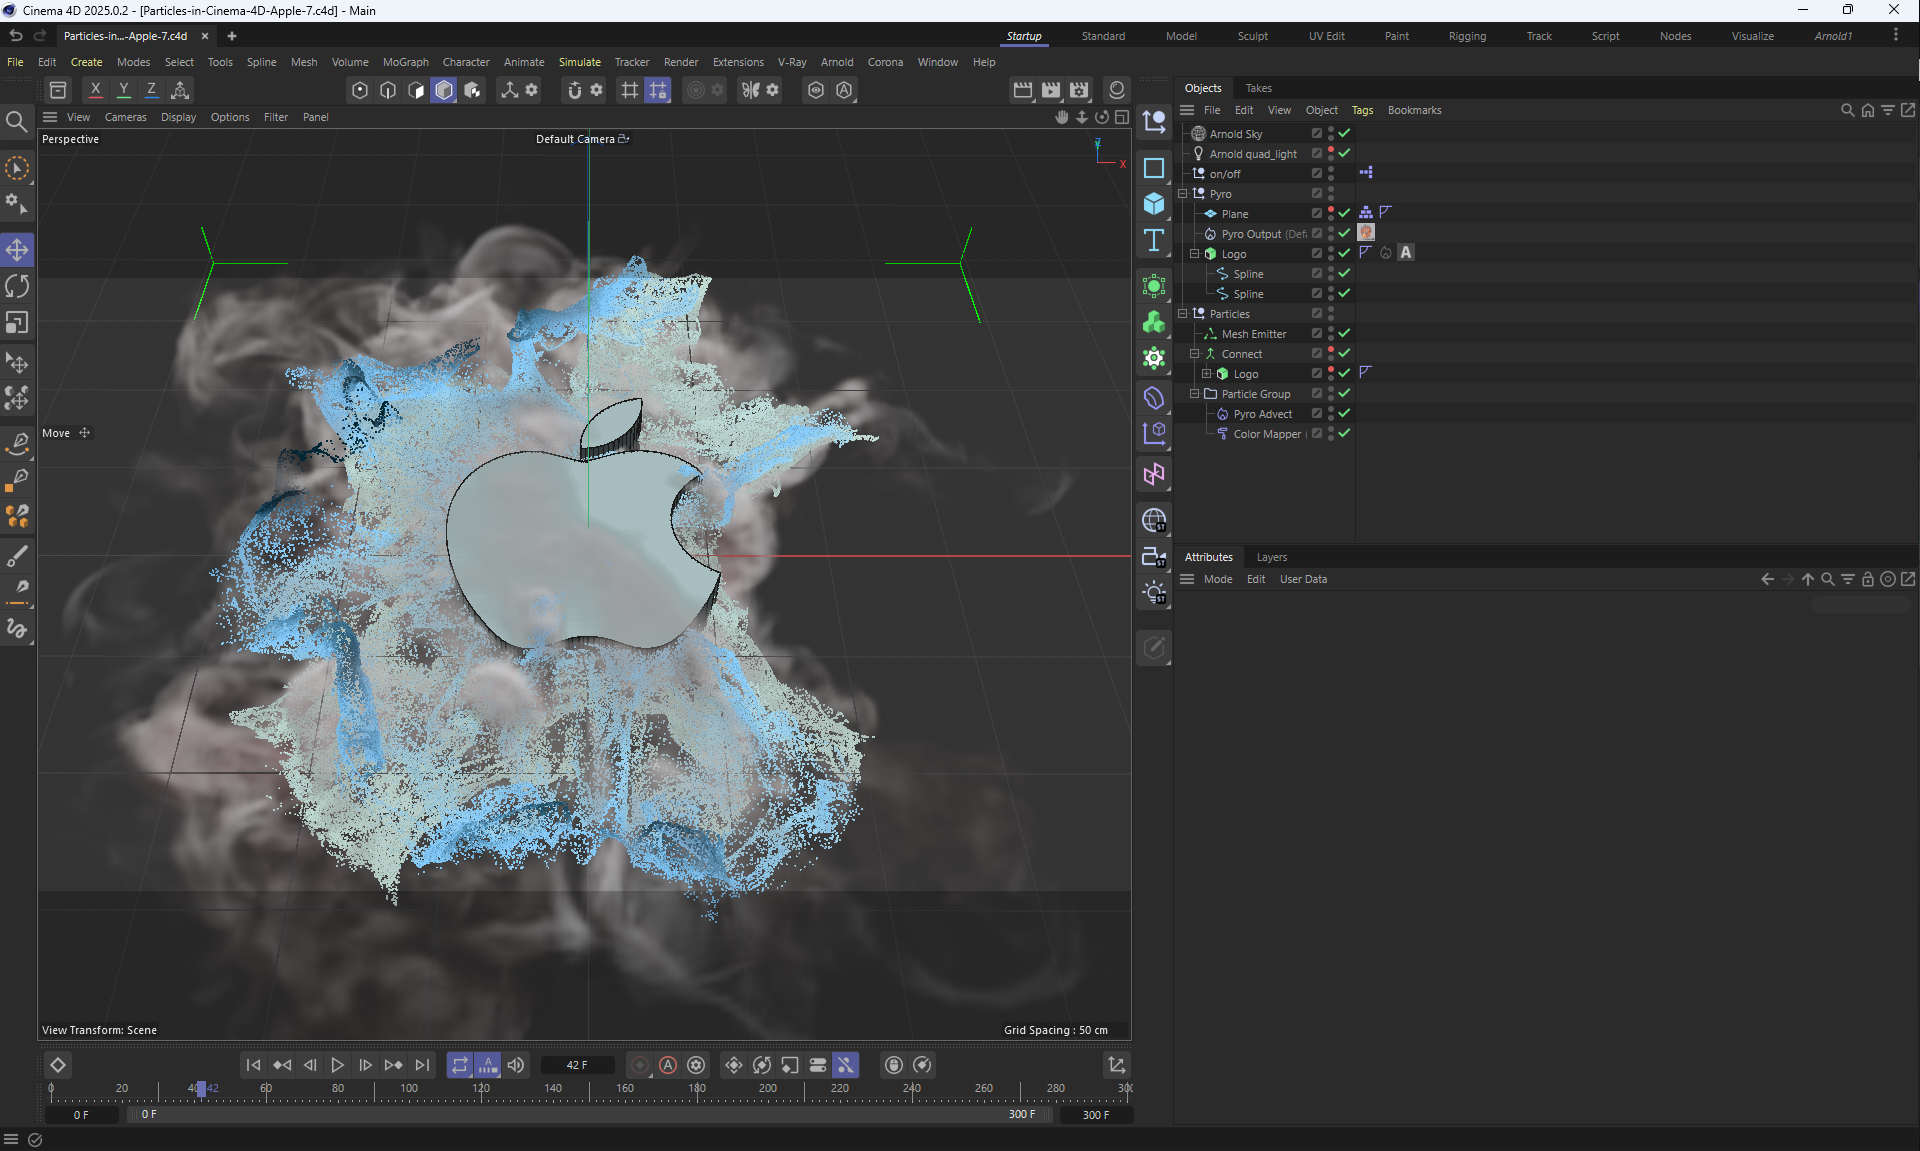 Cinema 4D 2025.0.2 - [Particles-in-Cinema-4D-Apple-7.c4d] - Main
Particles-in...-Apple-7.c4d × +
Startup Standard Model Sculpt UV Edit Paint Rigging Track Script Nodes Visualize Arnold1
File Edit Create Modes Select Tools Spline Mesh Volume MoGraph Character Animate Simulate Tracker Render Extensions V-Ray Arnold Corona Window Help
X Y Z
View Cameras Display Options Filter Panel
Perspective
Default Camera
Y
X
Move
View Transform: Scene
Grid Spacing : 50 cm
Objects Takes
File Edit View Object Tags Bookmarks
Arnold Sky
Arnold quad_light
on/off
Pyro
Plane
Pyro Output (Def
Logo
A
Spline
Spline
Particles
Mesh Emitter
Connect
Logo
Particle Group
Pyro Advect
Color Mapper
Attributes Layers
Mode Edit User Data
ST
ST
ST
42 F
0 20 40 42 60 80 100 120 140 160 180 200 220 240 260 280 30
0 F 0 F 300 F 300 F